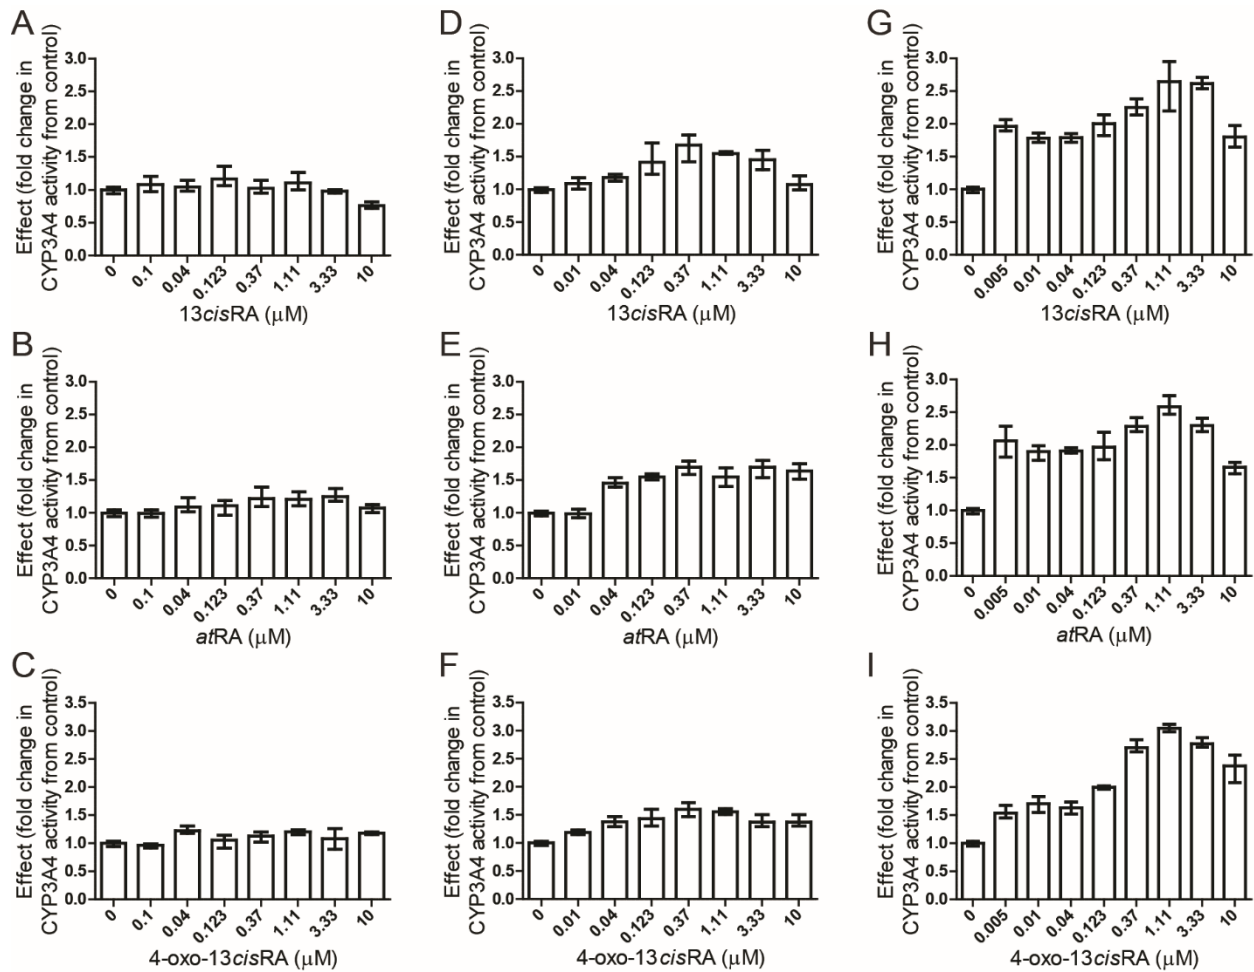 A
Effect (fold change in
CYP3A4 activity from control)
3.0
2.5
2.0
1.5
1.0
0.5
0.0
0 0.1 0.04 0.123 0.37 1.11 3.33 10
13cisRA (μM)
D
Effect (fold change in
CYP3A4 activity from control)
3.0
2.5
2.0
1.5
1.0
0.5
0.0
0 0.01 0.04 0.123 0.37 1.11 3.33 10
13cisRA (μM)
G
Effect (fold change in
CYP3A4 activity from control)
3.0
2.5
2.0
1.5
1.0
0.5
0.0
0 0.005 0.01 0.04 0.123 0.37 1.11 3.33 10
13cisRA (μM)
B
Effect (fold change in
CYP3A4 activity from control)
3.0
2.5
2.0
1.5
1.0
0.5
0.0
0 0.1 0.04 0.123 0.37 1.11 3.33 10
atRA (μM)
E
Effect (fold change in
CYP3A4 activity from control)
3.0
2.5
2.0
1.5
1.0
0.5
0.0
0 0.01 0.04 0.123 0.37 1.11 3.33 10
atRA (μM)
H
Effect (fold change in
CYP3A4 activity from control)
3.0
2.5
2.0
1.5
1.0
0.5
0.0
0 0.005 0.01 0.04 0.123 0.37 1.11 3.33 10
atRA (μM)
C
Effect (fold change in
CYP3A4 activity from control)
3.5
3.0
2.5
2.0
1.5
1.0
0.5
0.0
0 0.1 0.04 0.123 0.37 1.11 3.33 10
4-oxo-13cisRA (μM)
F
Effect (fold change in
CYP3A4 activity from control)
3.5
3.0
2.5
2.0
1.5
1.0
0.5
0.0
0 0.01 0.04 0.123 0.37 1.11 3.33 10
4-oxo-13cisRA (μM)
I
Effect (fold change in
CYP3A4 activity from control)
3.5
3.0
2.5
2.0
1.5
1.0
0.5
0.0
0 0.005 0.01 0.04 0.123 0.37 1.11 3.33 10
4-oxo-13cisRA (μM)